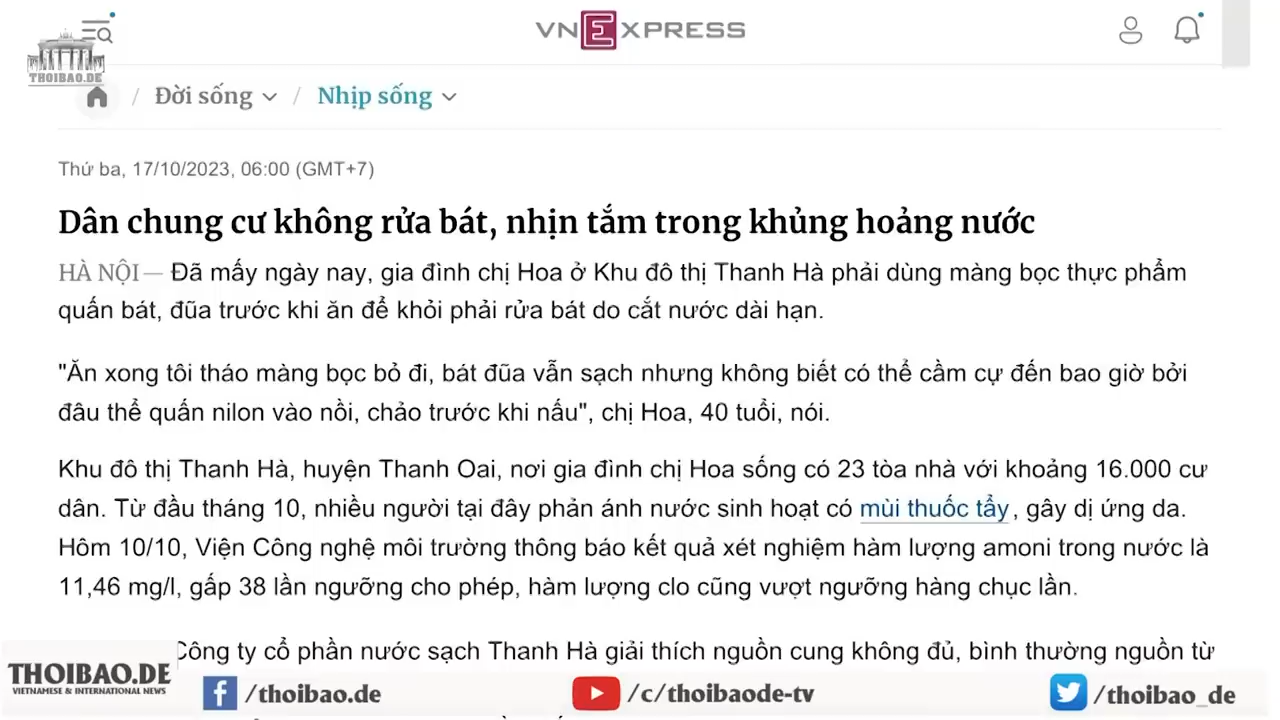 VNEXPRESS
THOIBAO.DE
/ Đời sống / Nhịp sống
Thứ ba, 17/10/2023, 06:00 (GMT+7)
Dân chung cư không rửa bát, nhịn tắm trong khủng hoảng nước
HÀ NỘI — Đã mấy ngày nay, gia đình chị Hoa ở Khu đô thị Thanh Hà phải dùng màng bọc thực phẩm
quấn bát, đũa trước khi ăn để khỏi phải rửa bát do cắt nước dài hạn.
"Ăn xong tôi tháo màng bọc bỏ đi, bát đũa vẫn sạch nhưng không biết có thể cầm cự đến bao giờ bởi
đâu thể quấn nilon vào nồi, chảo trước khi nấu", chị Hoa, 40 tuổi, nói.
Khu đô thị Thanh Hà, huyện Thanh Oai, nơi gia đình chị Hoa sống có 23 tòa nhà với khoảng 16.000 cư
dân. Từ đầu tháng 10, nhiều người tại đây phản ánh nước sinh hoạt có mùi thuốc tẩy, gây dị ứng da.
Hôm 10/10, Viện Công nghệ môi trường thông báo kết quả xét nghiệm hàm lượng amoni trong nước là
11,46 mg/l, gấp 38 lần ngưỡng cho phép, hàm lượng clo cũng vượt ngưỡng hàng chục lần.
Công ty cổ phần nước sạch Thanh Hà giải thích nguồn cung không đủ, bình thường nguồn từ
THOIBAO.DE
VIETNAMESE & INTERNATIONAL NEWS
/thoibao.de
/c/thoibaode-tv
/thoibao_de